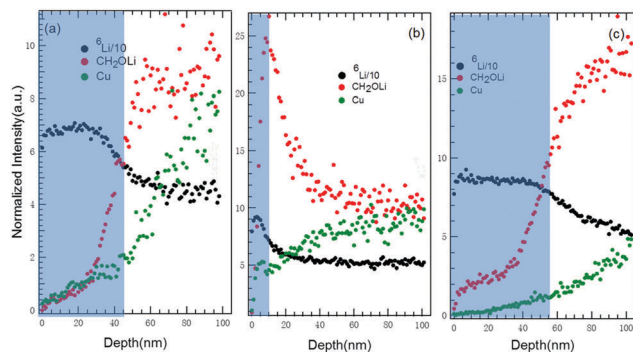 (a)
⁶Li/10
CH₂OLi
Cu
10
8
6
4
2
0
0 20 40 60 80 100
Depth(nm)
Normalized Intensity(a.u.)
(b)
⁶Li/10
CH₂OLi
Cu
25
20
15
10
5
0 20 40 60 80 100
Depth(nm)
(c)
⁶Li/10
CH₂OLi
Cu
15
10
5
0
0 20 40 60 80 100
Depth(nm)